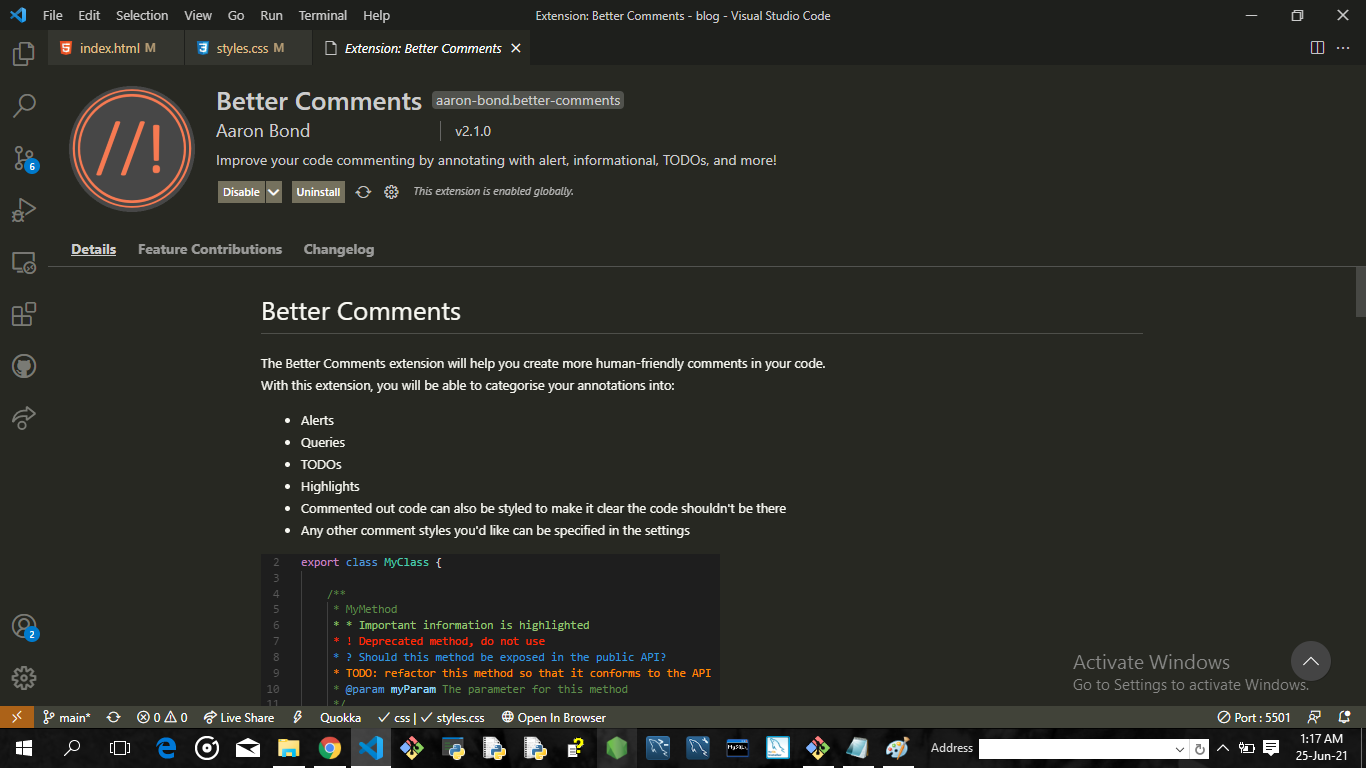 File Edit Selection View Go Run Terminal Help Extension: Better Comments - blog - Visual Studio Code
index.html M styles.css M Extension: Better Comments
Better Comments aaron-bond.better-comments
//!
Aaron Bond v2.1.0
Improve your code commenting by annotating with alert, informational, TODOs, and more!
6
Disable Uninstall This extension is enabled globally.
Details Feature Contributions Changelog
Better Comments
The Better Comments extension will help you create more human-friendly comments in your code.
With this extension, you will be able to categorise your annotations into:
• Alerts
• Queries
• TODOs
• Highlights
• Commented out code can also be styled to make it clear the code shouldn't be there
• Any other comment styles you'd like can be specified in the settings
2 export class MyClass {
3
4 /**
5 * MyMethod
6 * * Important information is highlighted
7 * ! Deprecated method, do not use
8 * ? Should this method be exposed in the public API?
9 * TODO: refactor this method so that it conforms to the API
10 * @param myParam The parameter for this method
11 */
2
Activate Windows
Go to Settings to activate Windows.
main* 0 0 Live Share Quokka css | styles.css Open In Browser Port : 5501
MySQL Address 1:17 AM
25-Jun-21